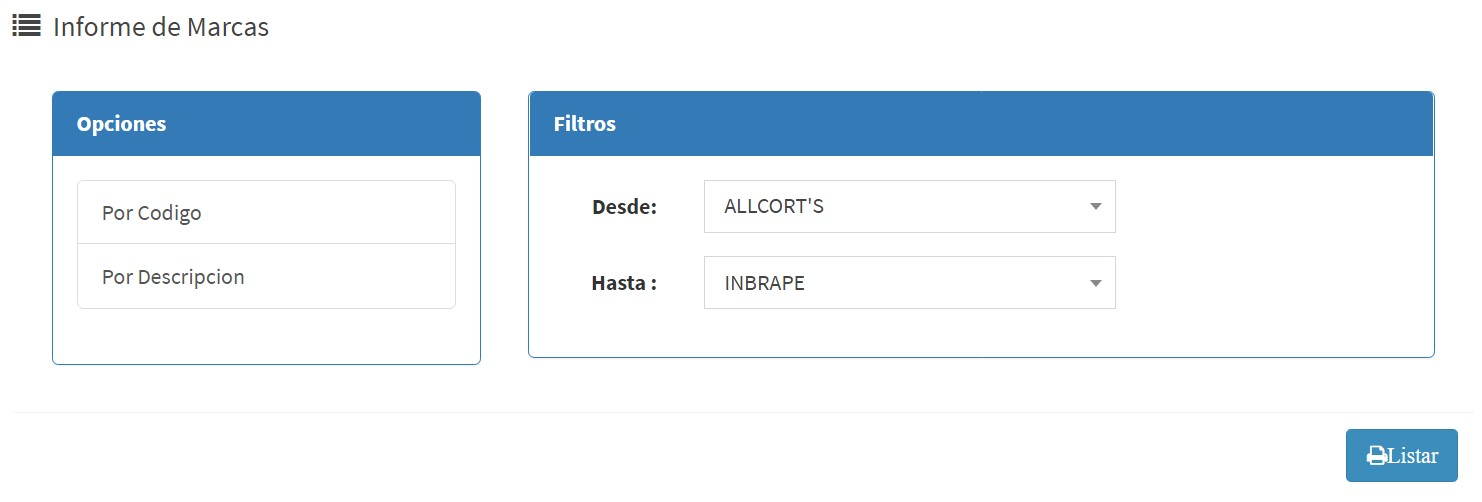 Informe de Marcas
Opciones
Por Codigo
Por Descripcion
Filtros
Desde: ALLCORT'S
Hasta : INBRAPE
Listar